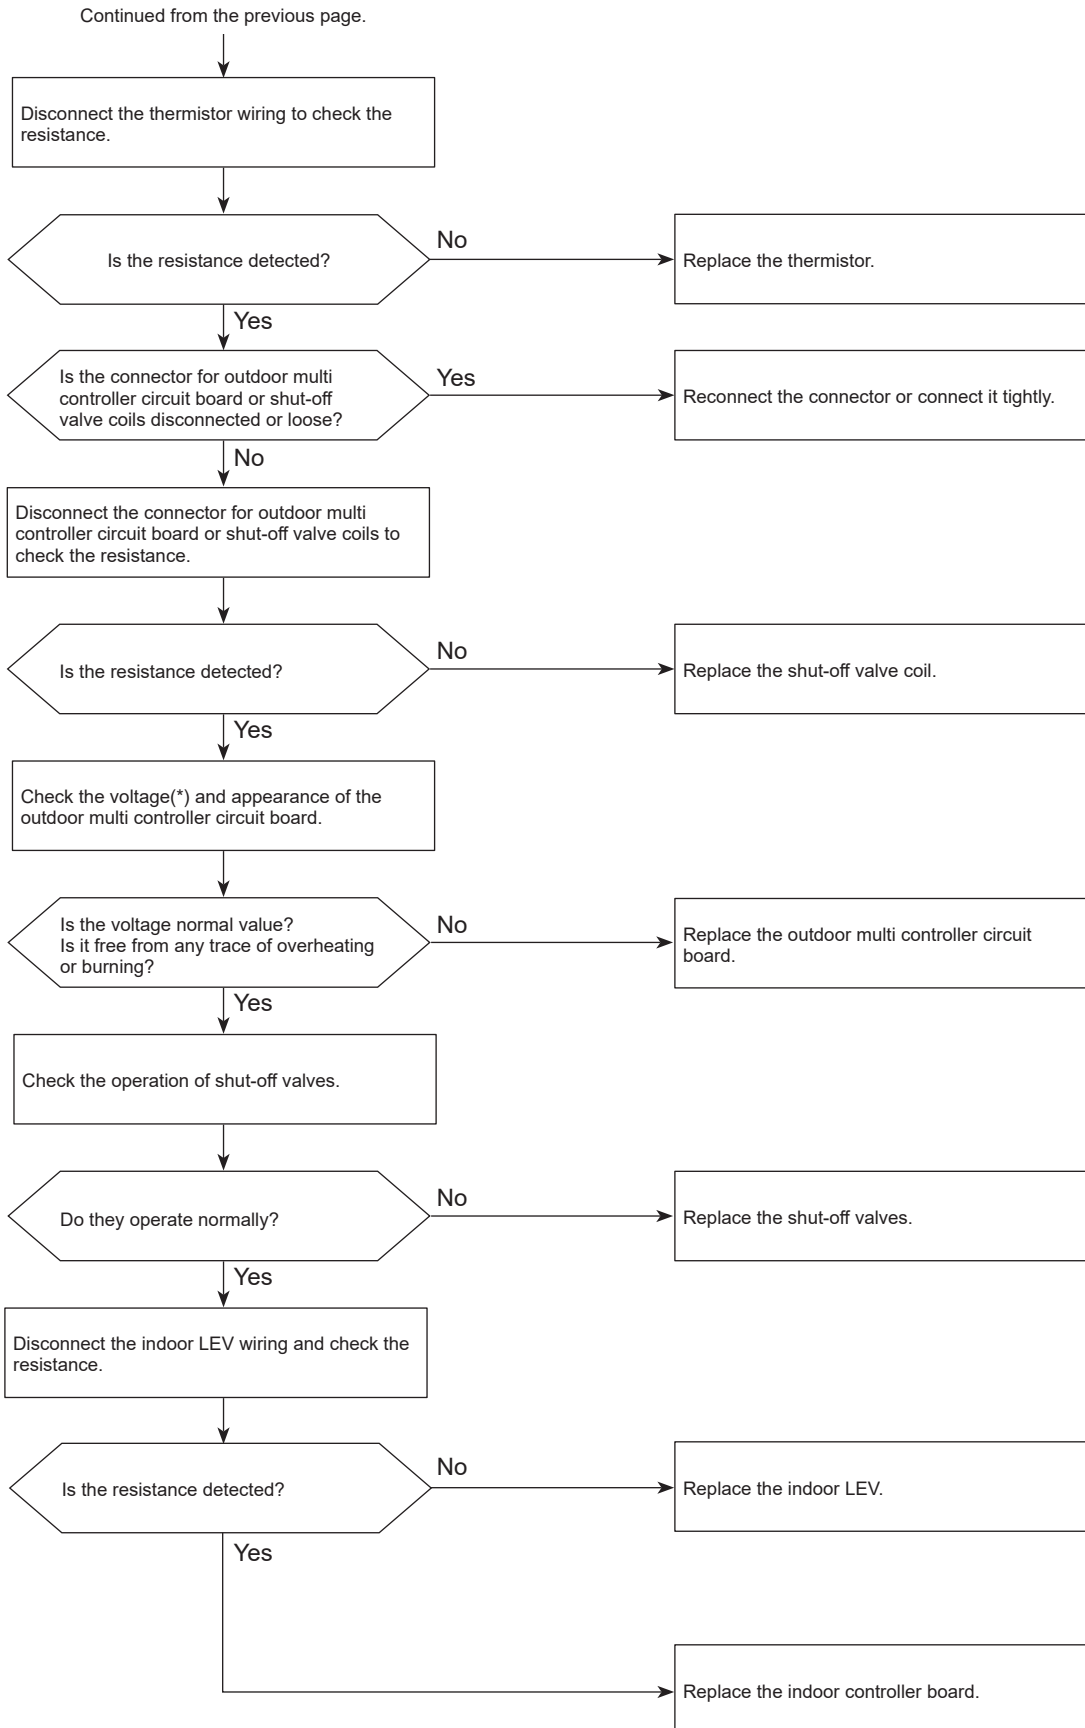 Continued from the previous page.
Disconnect the thermistor wiring to check the
resistance.
Is the resistance detected?
No
Replace the thermistor.
Yes
Is the connector for outdoor multi
controller circuit board or shut-off
valve coils disconnected or loose?
Yes
Reconnect the connector or connect it tightly.
No
Disconnect the connector for outdoor multi
controller circuit board or shut-off valve coils to
check the resistance.
Is the resistance detected?
No
Replace the shut-off valve coil.
Yes
Check the voltage(*) and appearance of the
outdoor multi controller circuit board.
Is the voltage normal value?
Is it free from any trace of overheating
or burning?
No
Replace the outdoor multi controller circuit
board.
Yes
Check the operation of shut-off valves.
Do they operate normally?
No
Replace the shut-off valves.
Yes
Disconnect the indoor LEV wiring and check the
resistance.
Is the resistance detected?
No
Replace the indoor LEV.
Yes
Replace the indoor controller board.